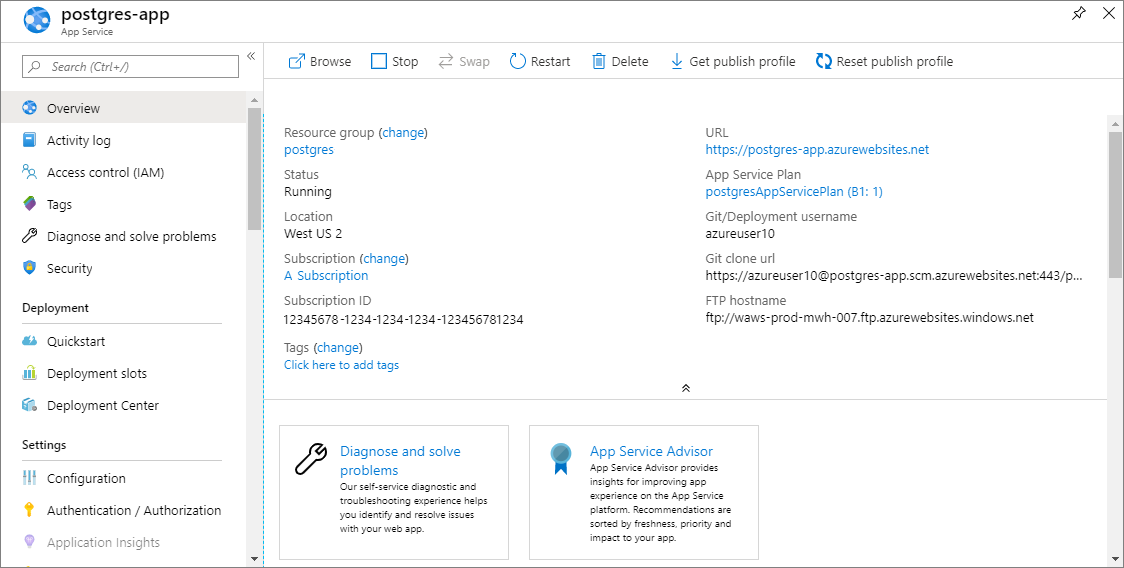 postgres-app
App Service
Search (Ctrl+/)
Overview
Activity log
Access control (IAM)
Tags
Diagnose and solve problems
Security
Deployment
Quickstart
Deployment slots
Deployment Center
Settings
Configuration
Authentication / Authorization
Application Insights
Browse Stop Swap Restart Delete Get publish profile Reset publish profile
Resource group (change)
postgres
Status
Running
Location
West US 2
Subscription (change)
A Subscription
Subscription ID
12345678-1234-1234-1234-123456781234
Tags (change)
Click here to add tags
URL
https://postgres-app.azurewebsites.net
App Service Plan
postgresAppServicePlan (B1: 1)
Git/Deployment username
azureuser10
Git clone url
https://azureuser10@postgres-app.scm.azurewebsites.net:443/p...
FTP hostname
ftp://waws-prod-mwh-007.ftp.azurewebsites.windows.net
Diagnose and solve
problems
Our self-service diagnostic and
troubleshooting experience helps
you identify and resolve issues
with your web app.
App Service Advisor
App Service Advisor provides
insights for improving app
experience on the App Service
platform. Recommendations are
sorted by freshness, priority and
impact to your app.